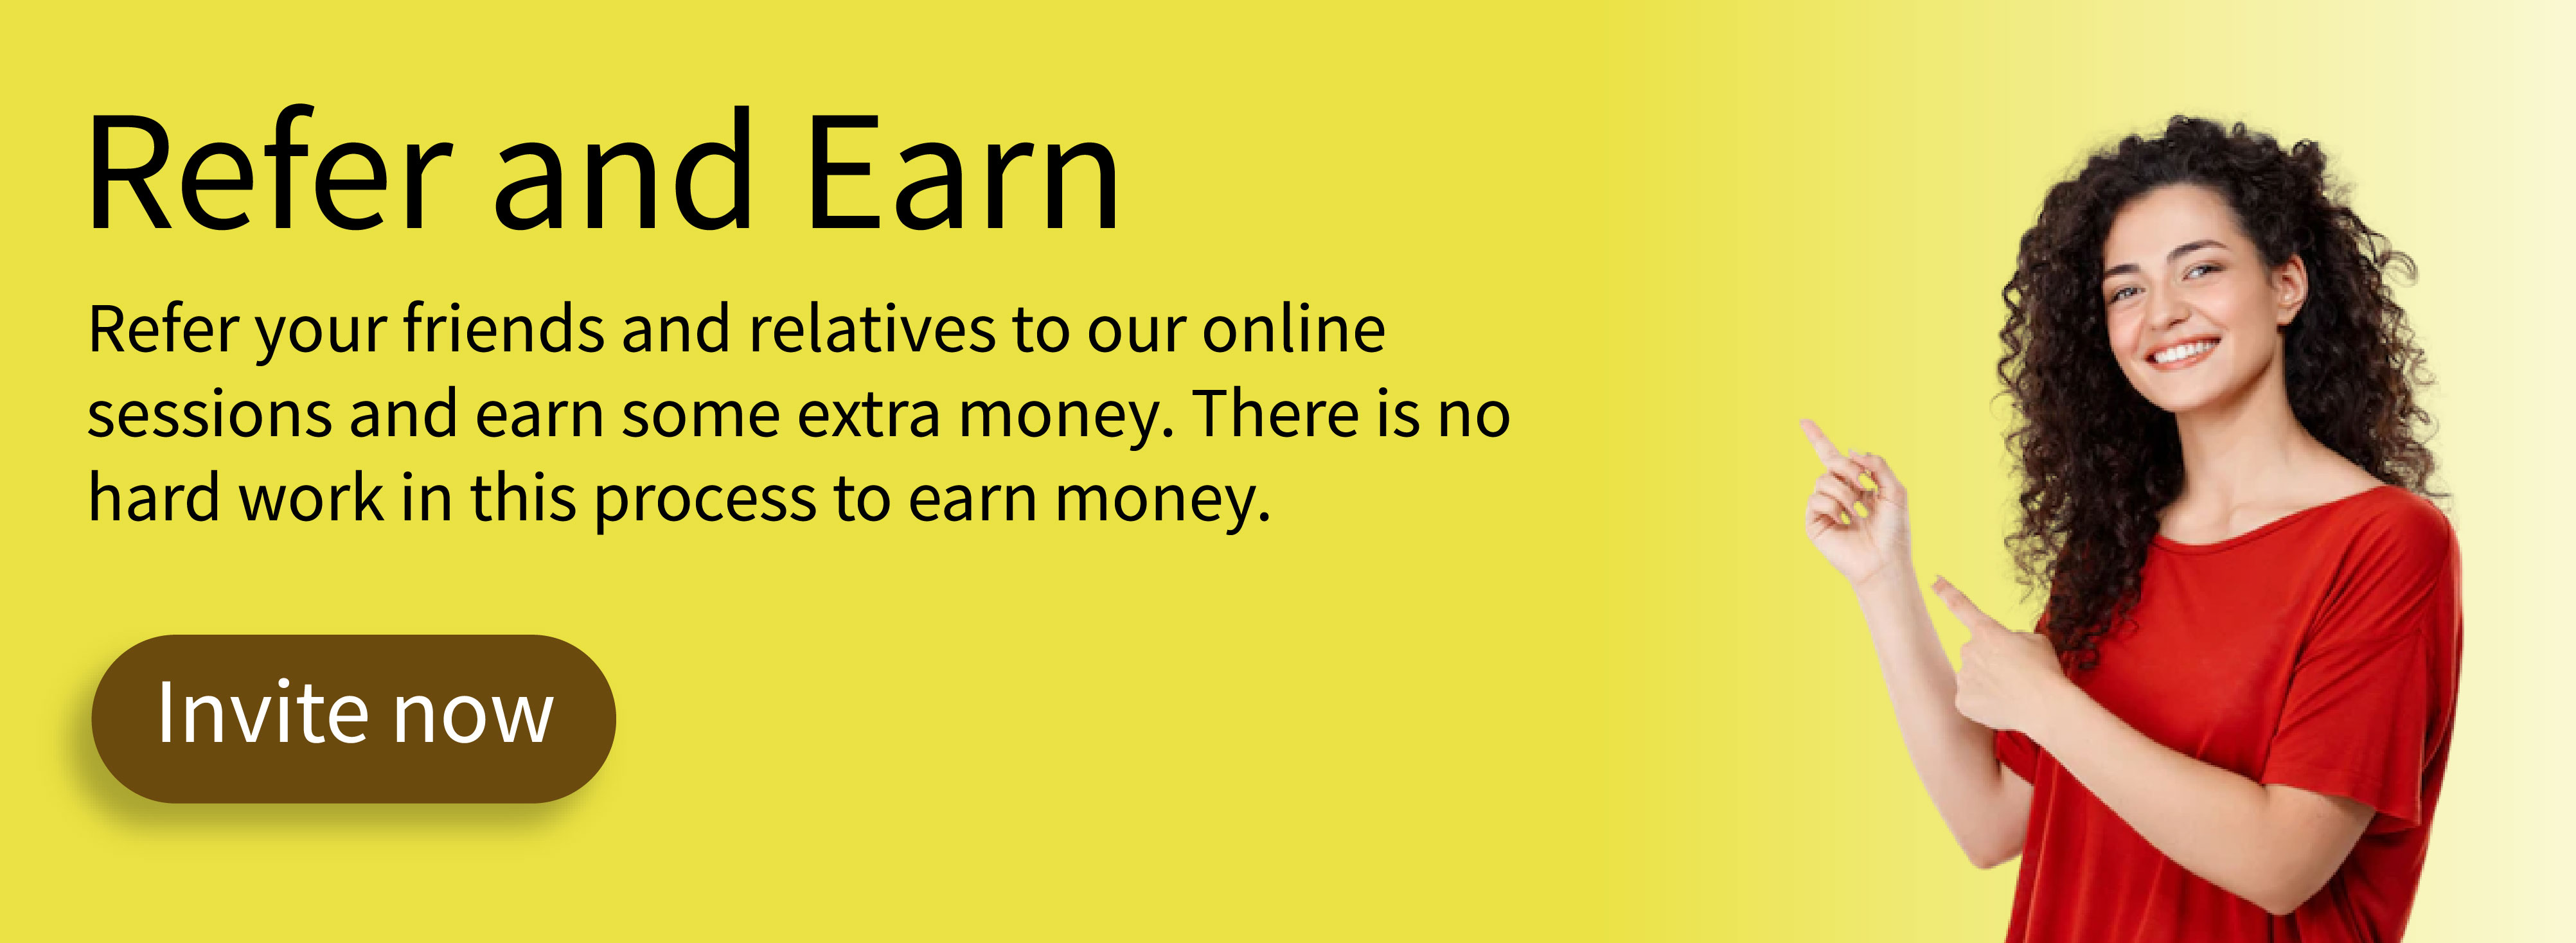 Refer and Earn
Refer your friends and relatives to our online
sessions and earn some extra money. There is no
hard work in this process to earn money.
Invite now